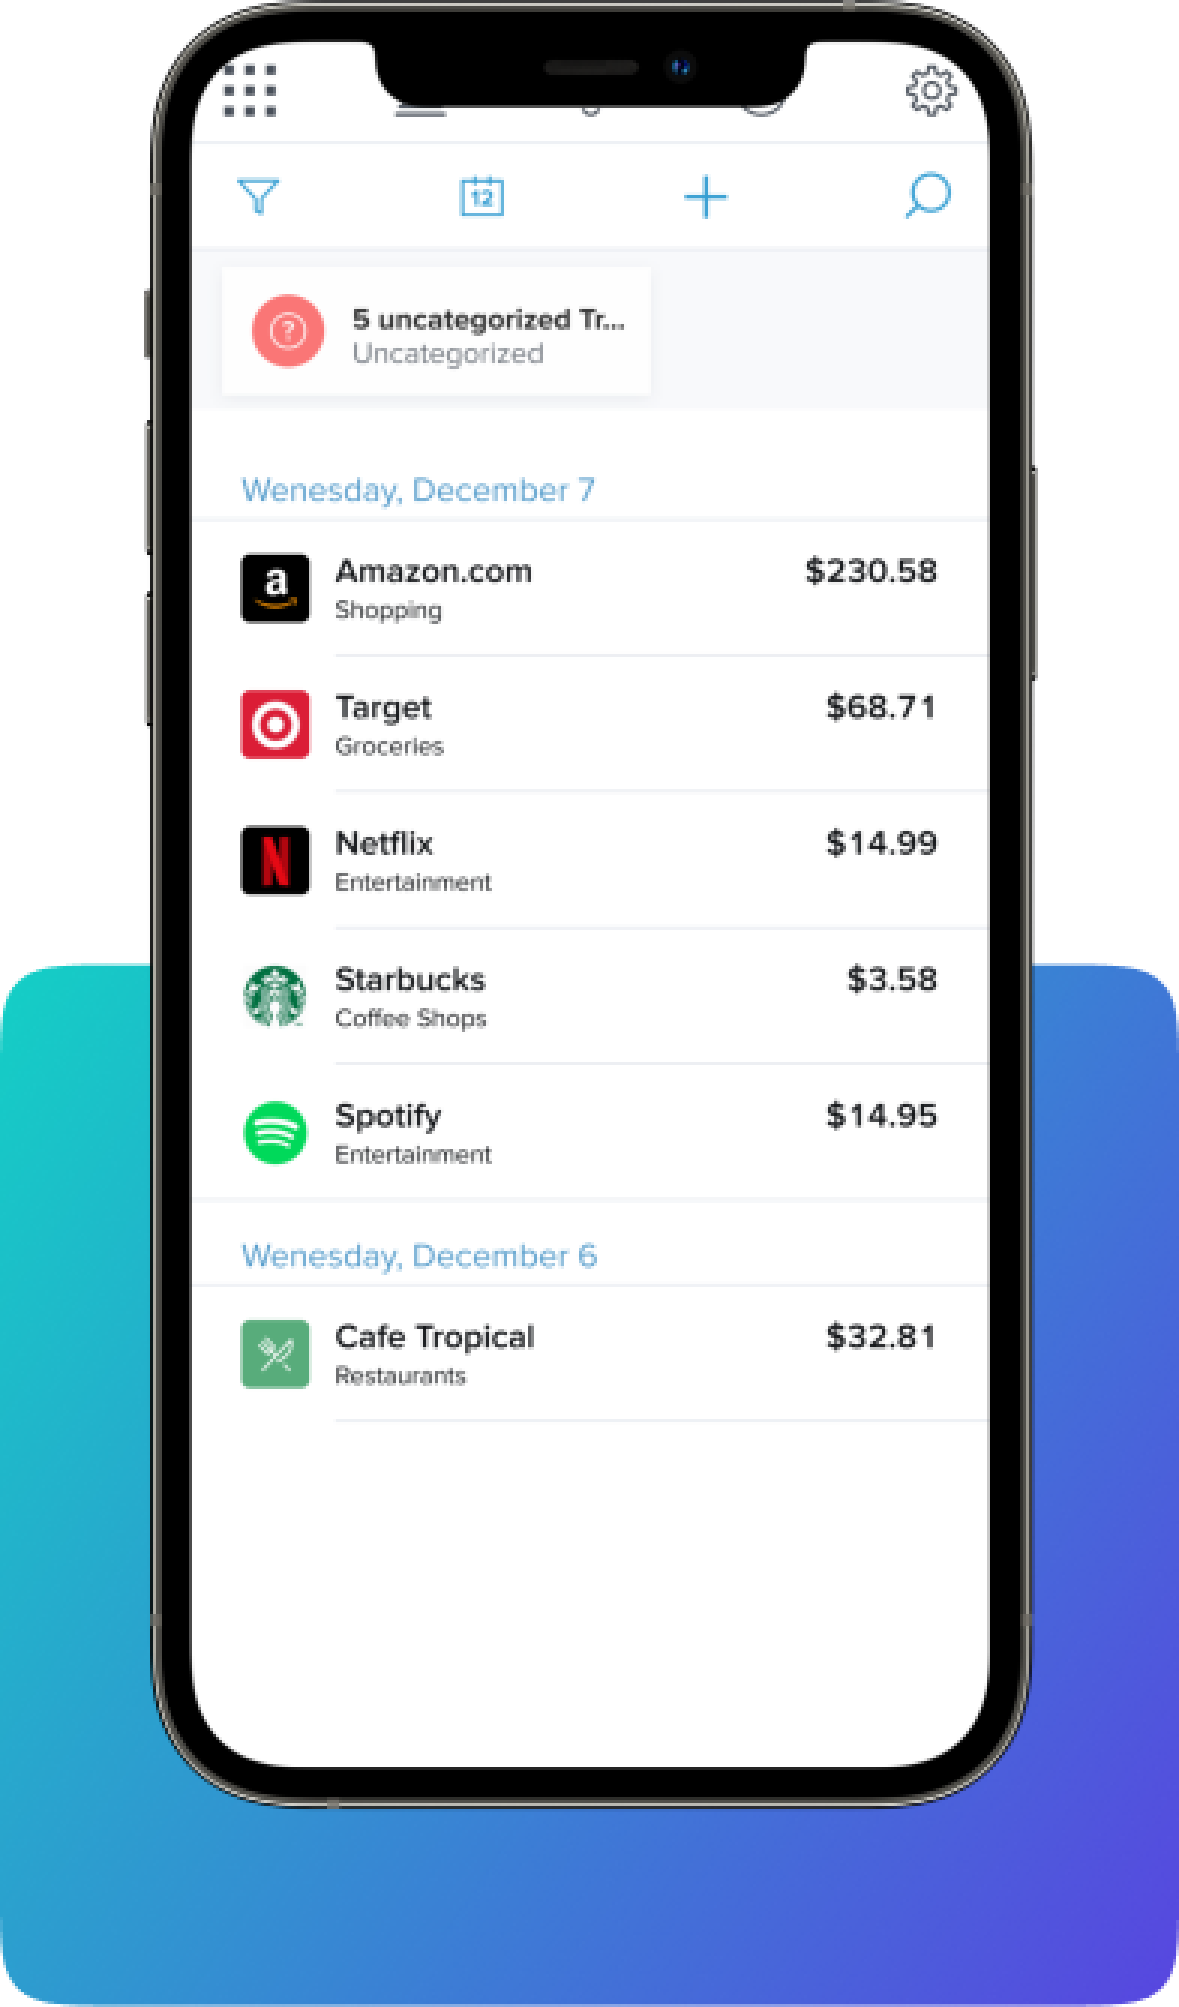 12
?
5 uncategorized Tr...
Uncategorized
Wenesday, December 7
a
Amazon.com
$230.58
Shopping
Target
$68.71
Groceries
N
Netflix
$14.99
Entertainment
Starbucks
$3.58
Coffee Shops
Spotify
$14.95
Entertainment
Wenesday, December 6
Cafe Tropical
$32.81
Restaurants